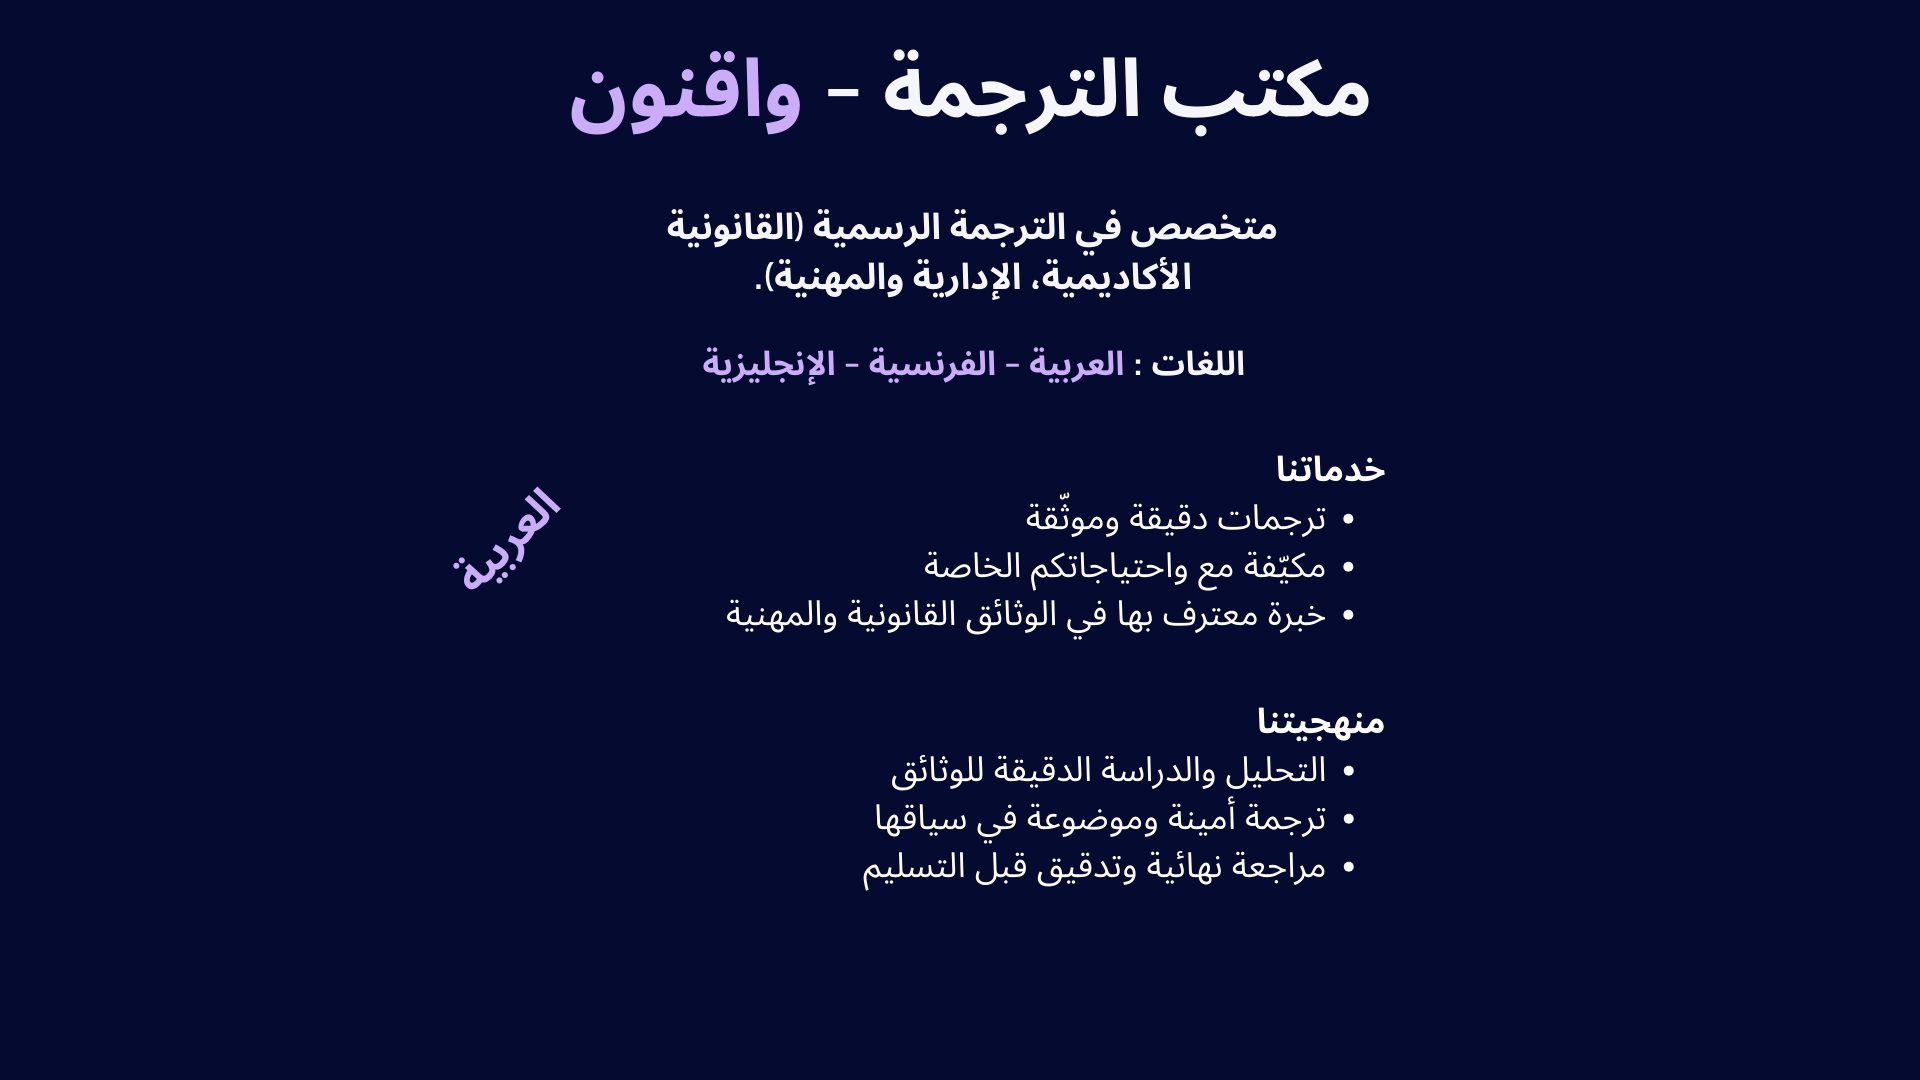 مكتب الترجمة – واقنون
متخصص في الترجمة الرسمية (القانونية
الأكاديمية، الإدارية والمهنية).
اللغات : العربية – الفرنسية – الإنجليزية
العربية
خدماتنا
• ترجمات دقيقة وموثّقة
• مكيّفة مع واحتياجاتكم الخاصة
• خبرة معترف بها في الوثائق القانونية والمهنية
منهجيتنا
• التحليل والدراسة الدقيقة للوثائق
• ترجمة أمينة وموضوعة في سياقها
• مراجعة نهائية وتدقيق قبل التسليم